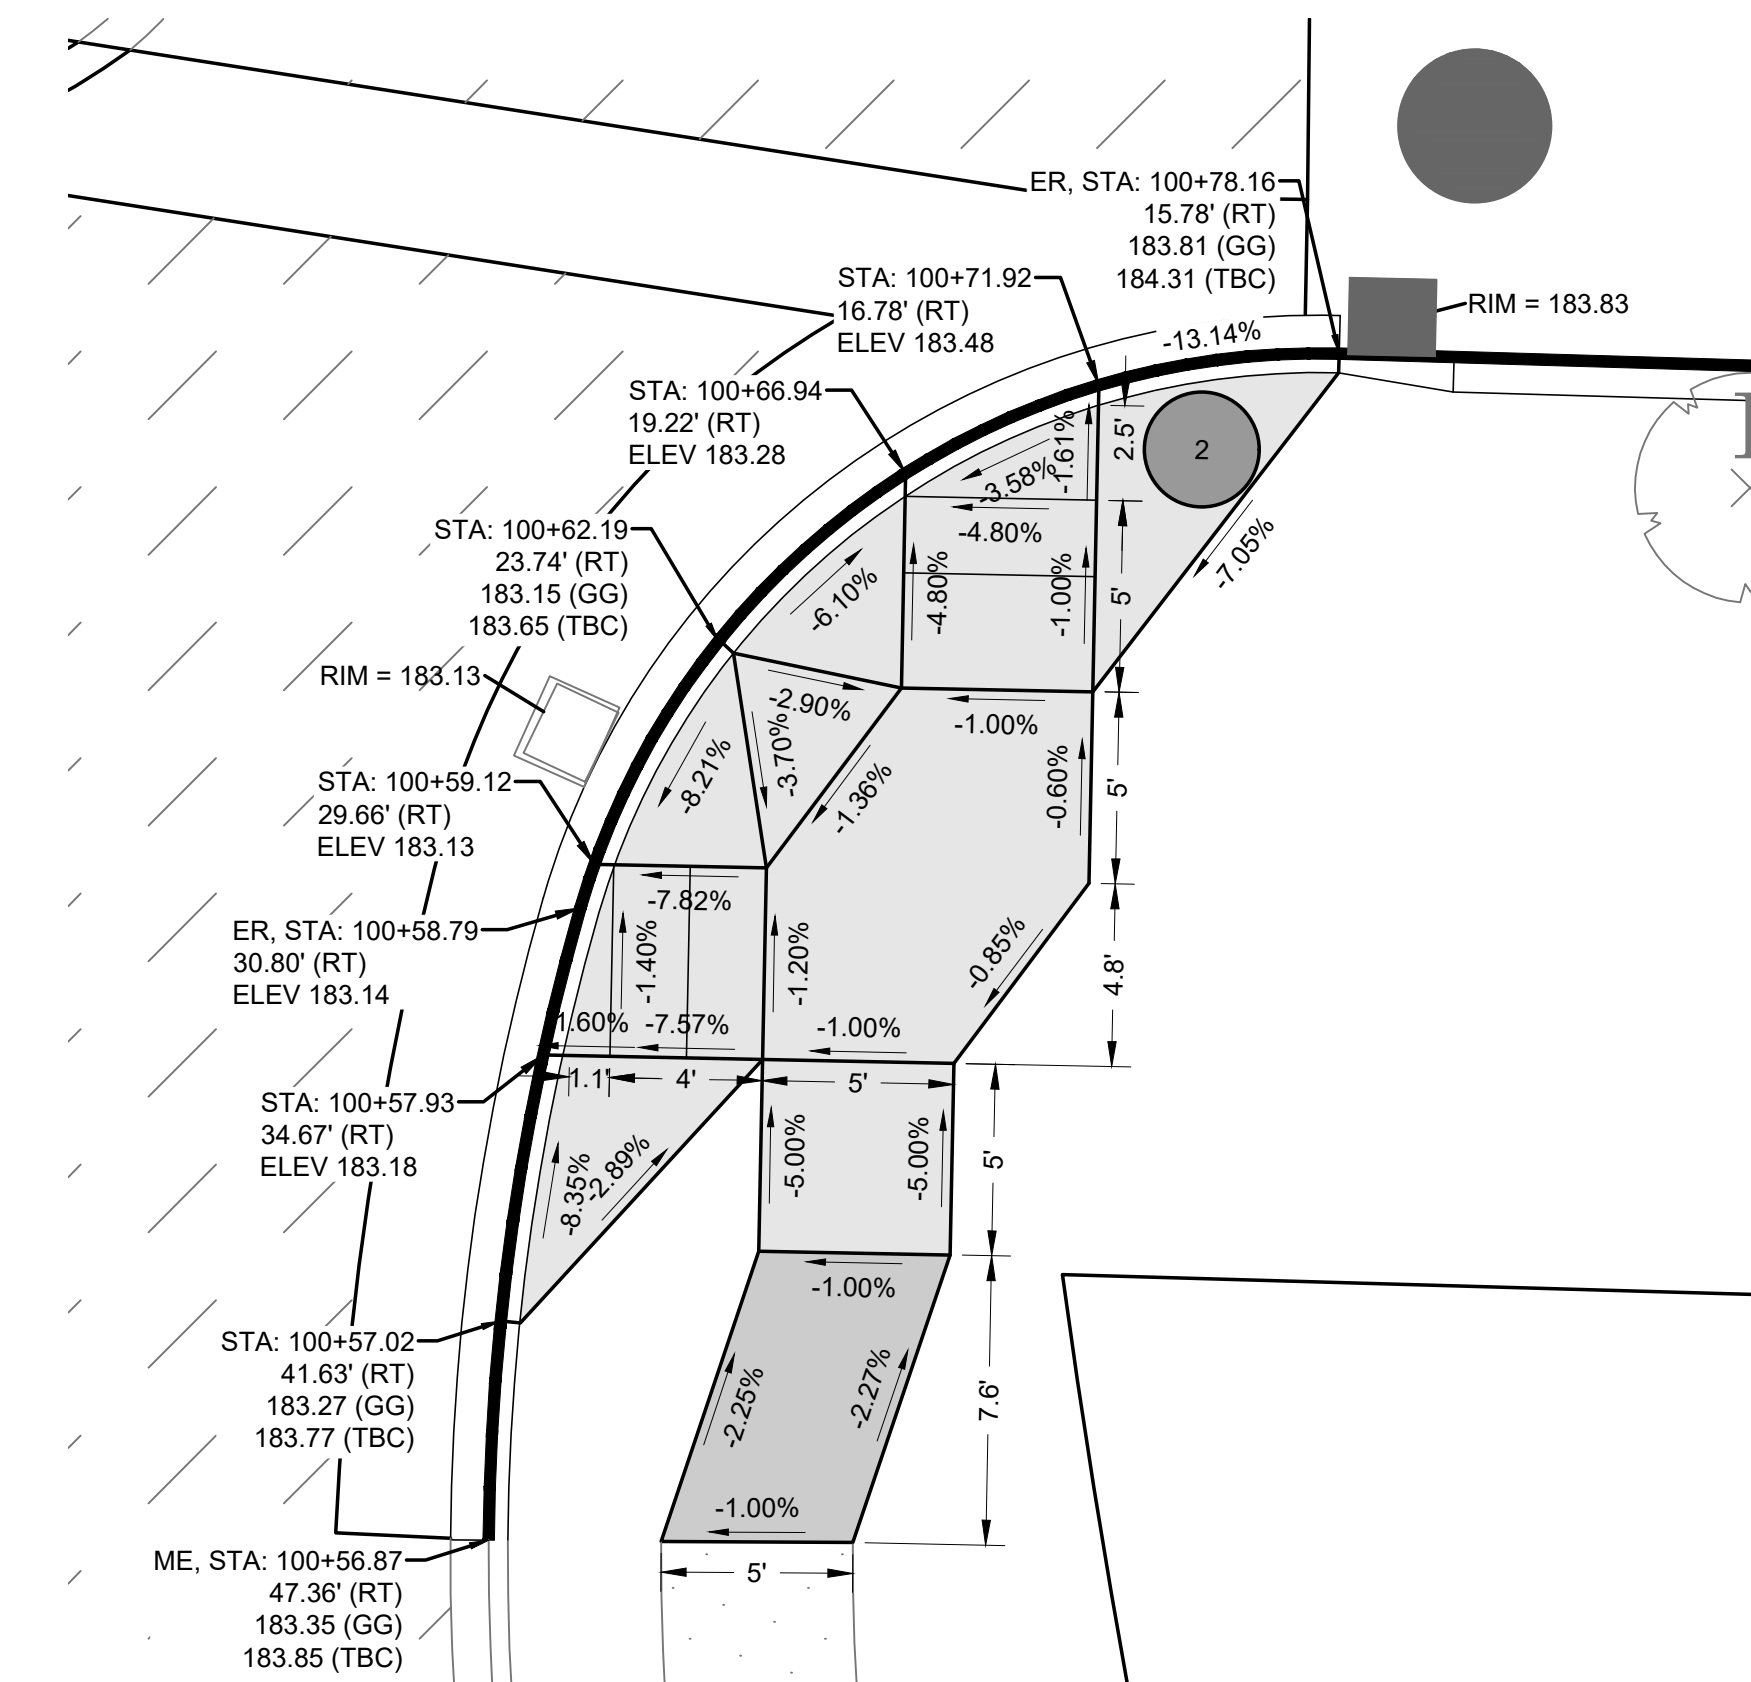 ER, STA: 100+78.16
15.78' (RT)
183.81 (GG)
184.31 (TBC)
STA: 100+71.92
16.78' (RT)
ELEV 183.48
RIM = 183.83
-13.14%
STA: 100+66.94
19.22' (RT)
ELEV 183.28
2
2.5'
-1.61%
-3.58%
-4.80%
STA: 100+62.19
23.74' (RT)
183.15 (GG)
183.65 (TBC)
-7.05%
-6.10%
-4.80%
-1.00%
5'
RIM = 183.13
-2.90%
-1.00%
-3.70%
-8.21%
-1.36%
-0.60%
5'
STA: 100+59.12
29.66' (RT)
ELEV 183.13
-7.82%
ER, STA: 100+58.79
30.80' (RT)
ELEV 183.14
-1.40%
-1.20%
-0.85%
4.8'
1.60%
-7.57%
-1.00%
1.1'
4'
5'
STA: 100+57.93
34.67' (RT)
ELEV 183.18
-8.35%
-2.89%
-5.00%
-5.00%
5'
-1.00%
STA: 100+57.02
41.63' (RT)
183.27 (GG)
183.77 (TBC)
-2.25%
-2.27%
7.6'
-1.00%
5'
ME, STA: 100+56.87
47.36' (RT)
183.35 (GG)
183.85 (TBC)